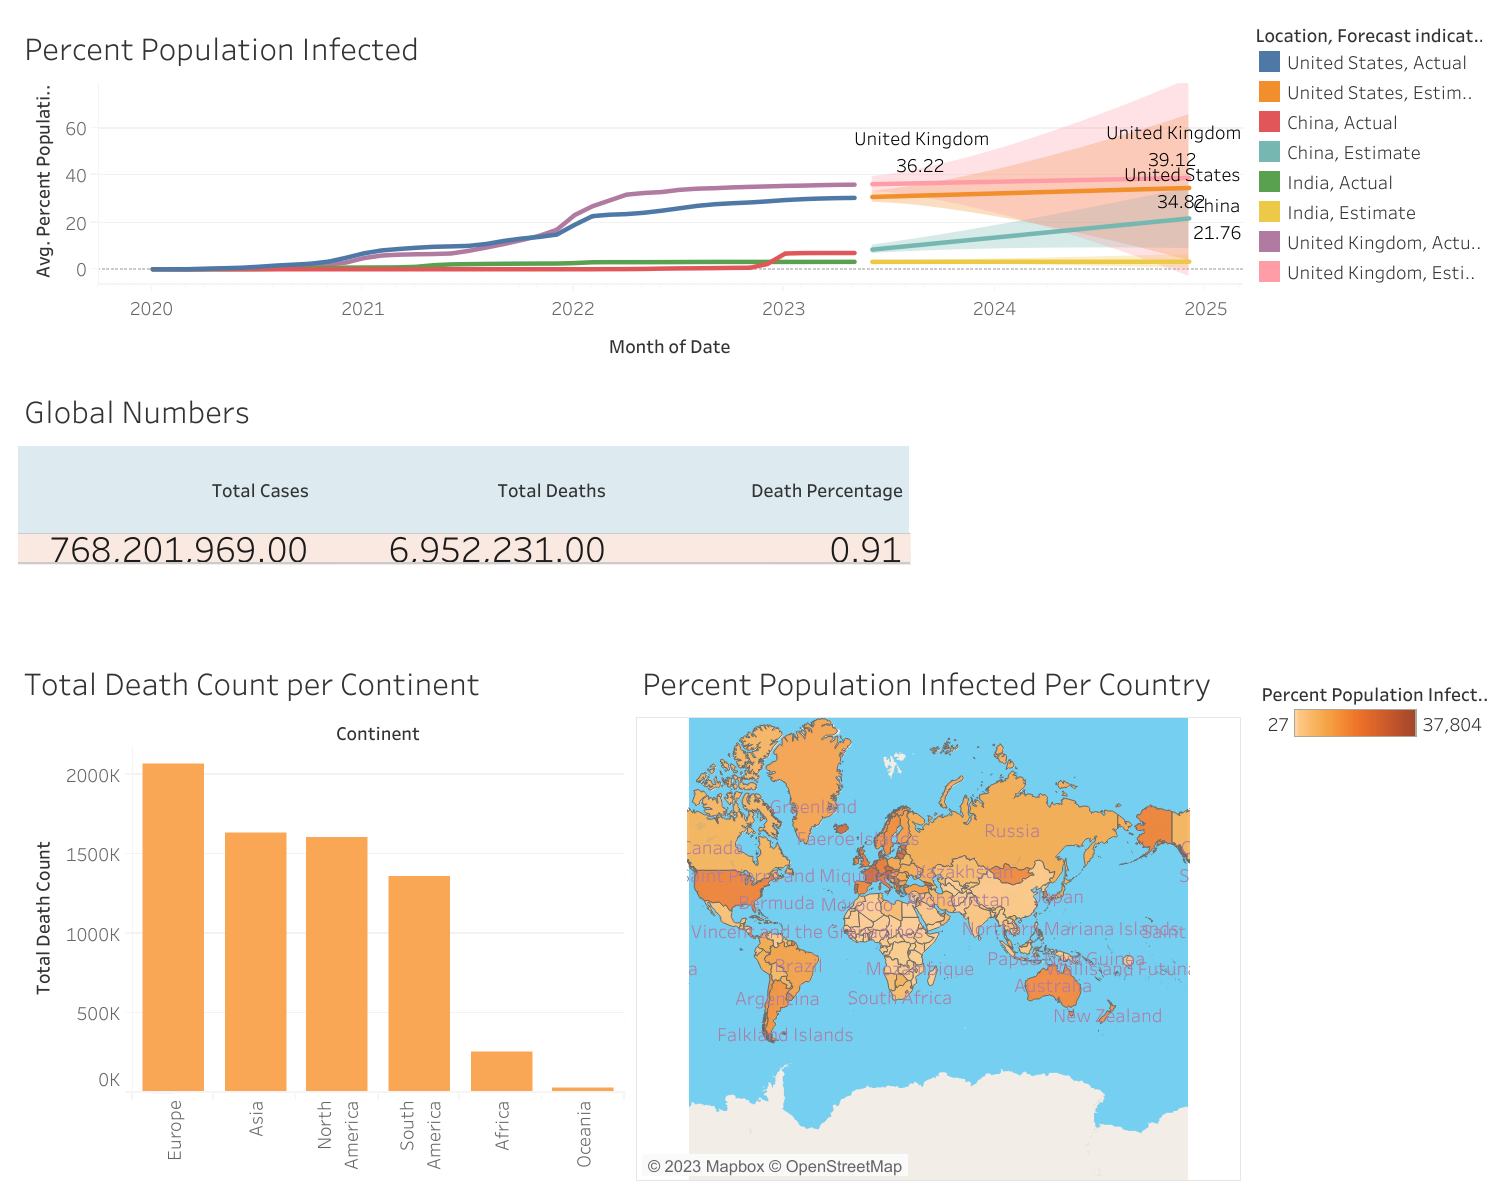 Percent Population Infected
Location, Forecast indicat..
United States, Actual
United States, Estim..
China, Actual
China, Estimate
India, Actual
India, Estimate
United Kingdom, Actu..
United Kingdom, Esti..
Avg. Percent Populati..
60
40
20
0
United Kingdom
36.22
United Kingdom
39.12
United States
34.82
China
21.76
2020
2021
2022
2023
2024
2025
Month of Date
Global Numbers
Total Cases
Total Deaths
Death Percentage
768,201,969.00
6,952,231.00
0.91
Total Death Count per Continent
Continent
Total Death Count
2000K
1500K
1000K
500K
0K
Europe
Asia
North
America
South
America
Africa
Oceania
Percent Population Infected Per Country
Percent Population Infect..
27
37,804
Greenland
Faeroe Islands
Russia
Canada
Saint Pierre and Miquelon
Kazakhstan
Bermuda
Morocco
Afghanistan
Japan
Vincent and the Grenadines
Northern Mariana Islands
Saint
Brazil
Mozambique
Papua New Guinea
Wallis and Futuna
Australia
Argentina
South Africa
New Zealand
Falkland Islands
© 2023 Mapbox © OpenStreetMap